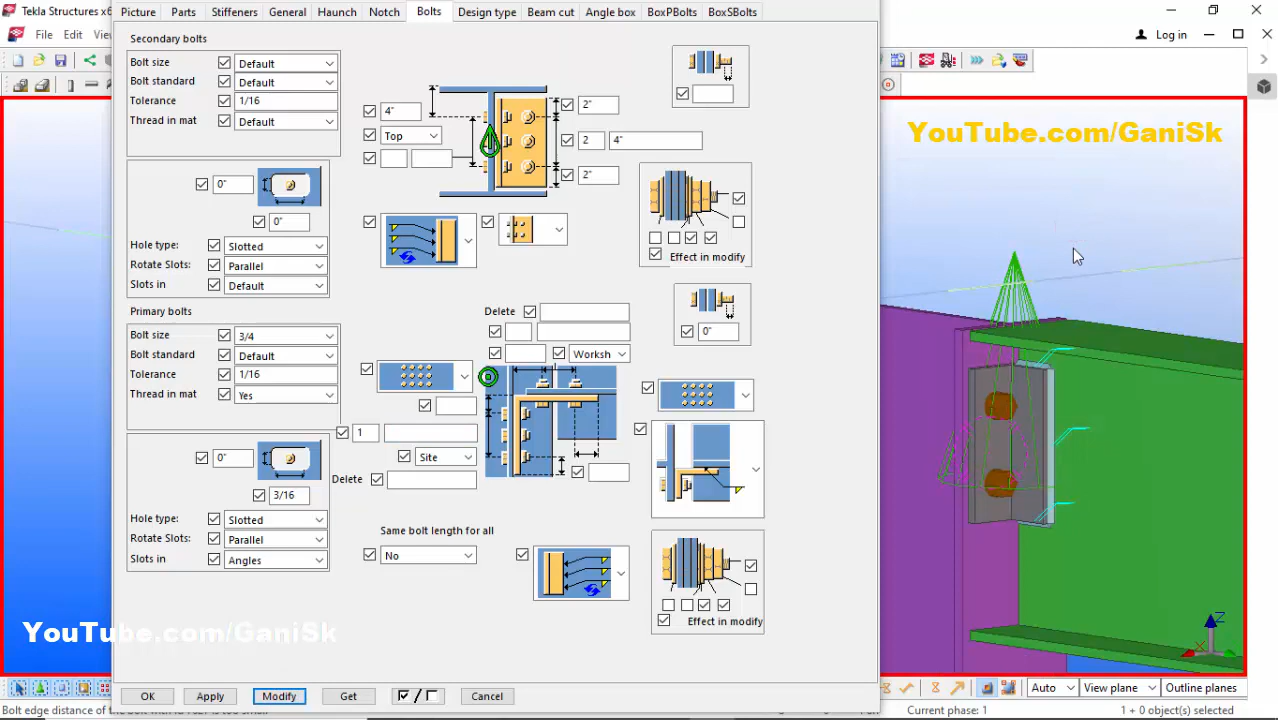 Tekla Structures x6
Log in
File Edit Vie
Picture Parts Stiffeners General Haunch Notch Bolts Design type Beam cut Angle box BoxPBolts BoxSBolts
Secondary bolts
Bolt size Default
Bolt standard Default
Tolerance 1/16
Thread in mat Default
4"
Top
2"
2 4"
2"
0"
0"
Hole type: Slotted
Rotate Slots: Parallel
Slots in Default
Effect in modify
Primary bolts
Bolt size 3/4
Bolt standard Default
Tolerance 1/16
Thread in mat Yes
Delete
Worksh
0"
1
Site
Delete
0"
3/16
Hole type: Slotted
Rotate Slots: Parallel
Slots in Angles
Same bolt length for all
No
Effect in modify
OK Apply Modify Get / Cancel
YouTube.com/GaniSk
YouTube.com/GaniSk
Z
X
Auto View plane Outline planes
Current phase: 1 1 + 0 object(s) selected